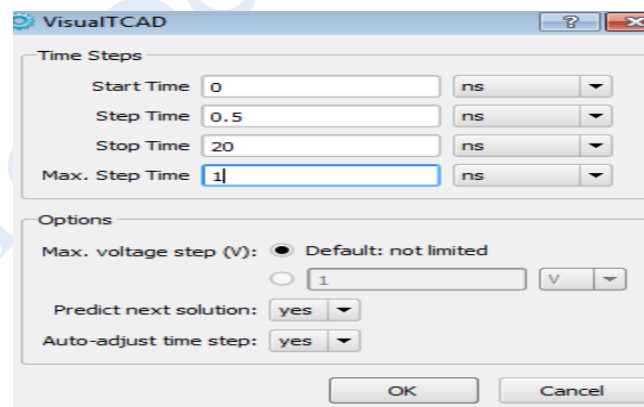 VisualTCAD
Time Steps
Start Time 0 ns
Step Time 0.5 ns
Stop Time 20 ns
Max. Step Time 1 ns
Options
Max. voltage step (V): Default: not limited
1 V
Predict next solution: yes
Auto-adjust time step: yes
OK Cancel